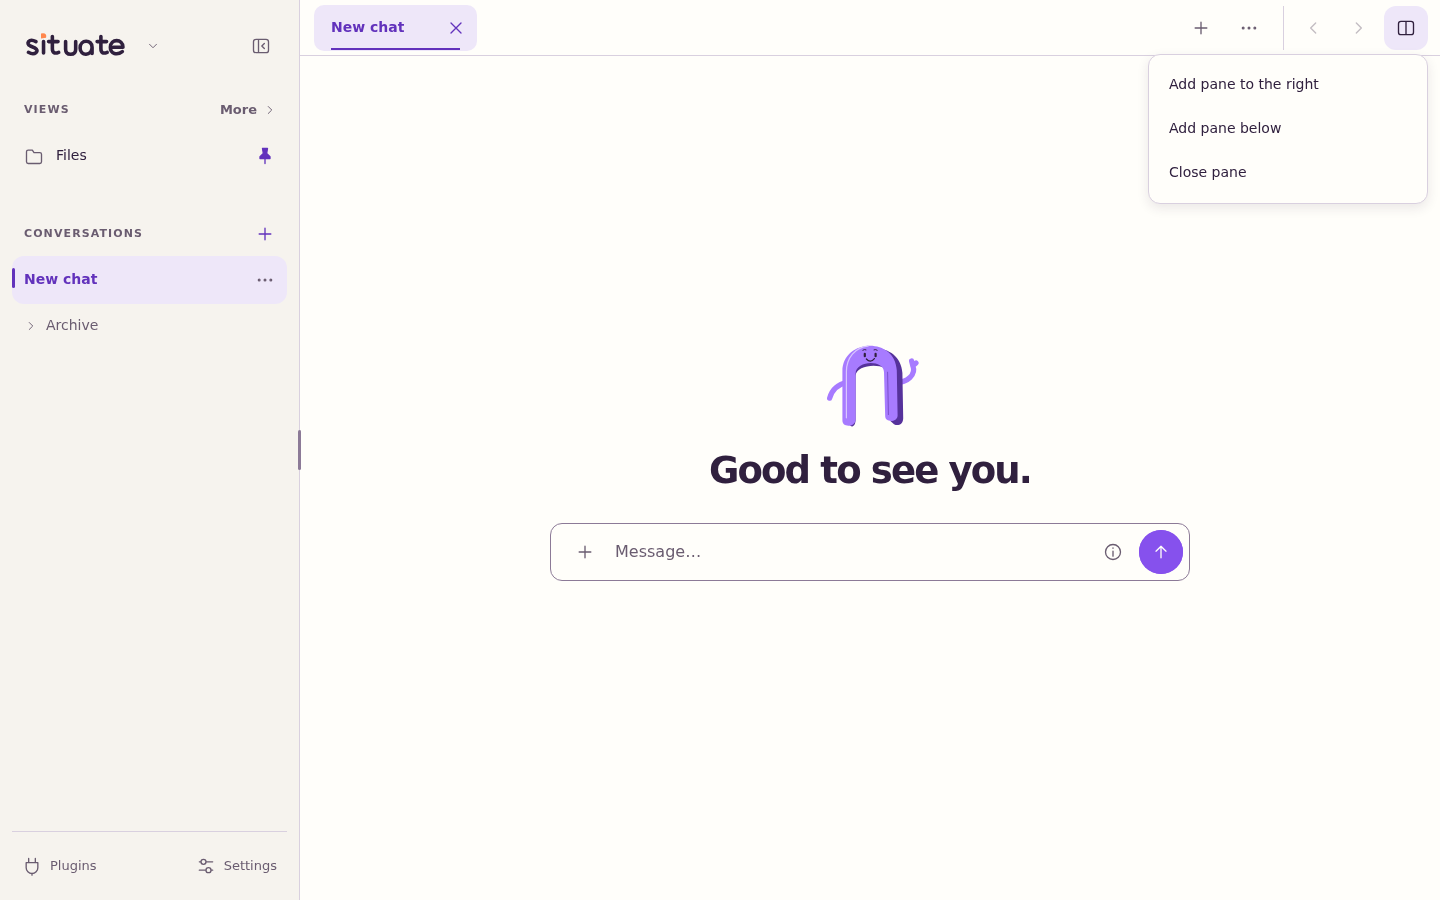 situate
VIEWS
More
Files
CONVERSATIONS
New chat
Archive
Plugins
Settings
New chat
Add pane to the right
Add pane below
Close pane
Good to see you.
Message...